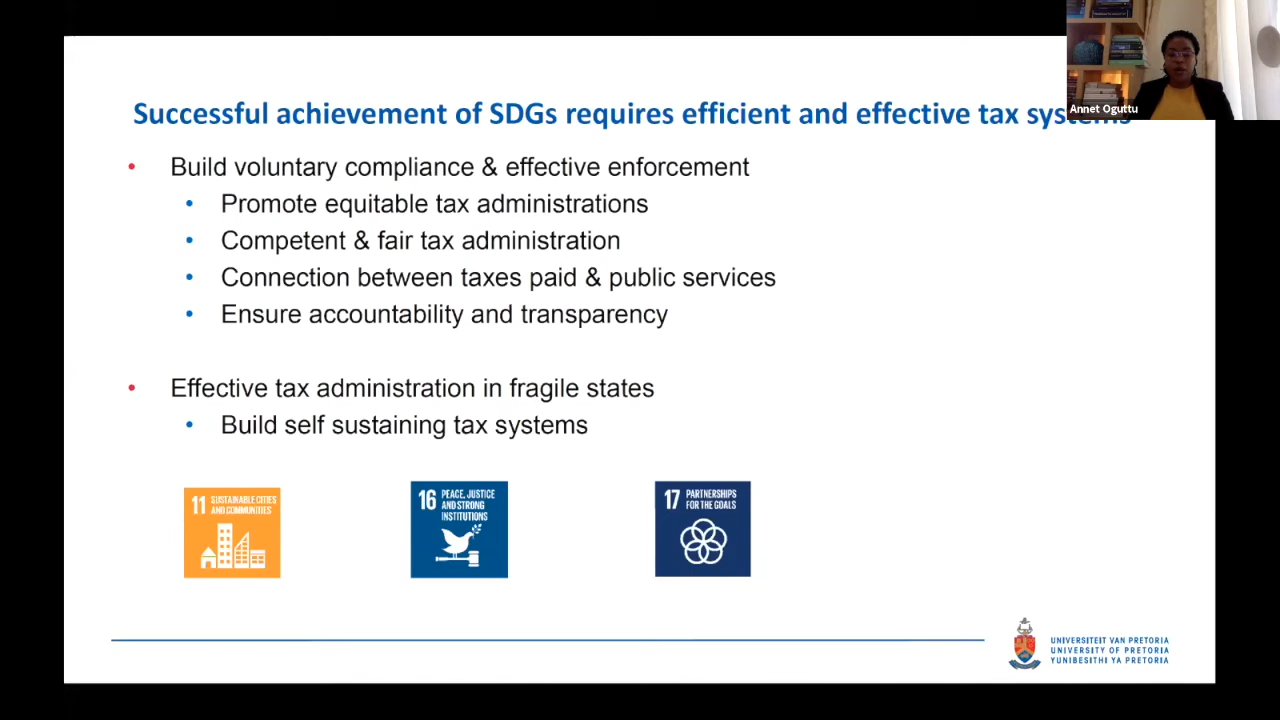 Annet Oguttu
Successful achievement of SDGs requires efficient and effective tax systems
• Build voluntary compliance & effective enforcement
• Promote equitable tax administrations
• Competent & fair tax administration
• Connection between taxes paid & public services
• Ensure accountability and transparency
• Effective tax administration in fragile states
• Build self sustaining tax systems
11 SUSTAINABLE CITIES
AND COMMUNITIES
16 PEACE, JUSTICE
AND STRONG
INSTITUTIONS
17 PARTNERSHIPS
FOR THE GOALS
UNIVERSITEIT VAN PRETORIA
UNIVERSITY OF PRETORIA
YUNIBESITHI YA PRETORIA